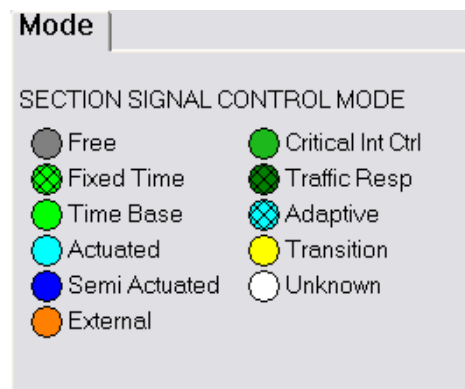 Mode
SECTION SIGNAL CONTROL MODE
Free
Fixed Time
Time Base
Actuated
Semi Actuated
External
Critical Int Ctrl
Traffic Resp
Adaptive
Transition
Unknown